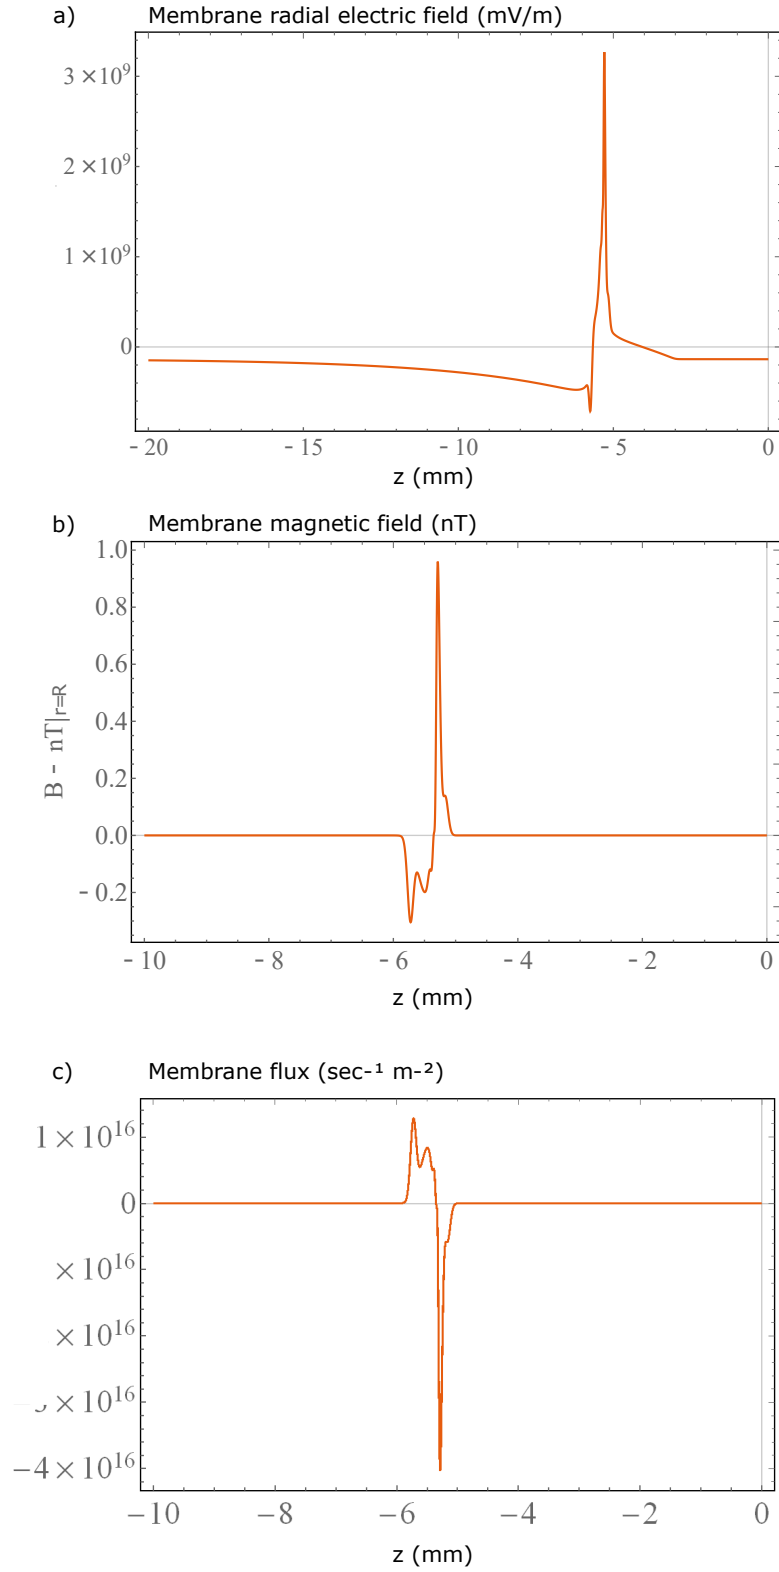 a) Membrane radial electric field (mV/m)
3×10⁹
2×10⁹
1×10⁹
0
-20 -15 -10 -5 0
z (mm)
b) Membrane magnetic field (nT)
1.0
0.8
0.6
0.4
0.2
0.0
-0.2
B - nT|r=R
-10 -8 -6 -4 -2 0
z (mm)
c) Membrane flux (sec-¹ m-²)
1×10¹⁶
0
×10¹⁶
×10¹⁶
×10¹⁶
−4×10¹⁶
−10 −8 −6 −4 −2 0
z (mm)